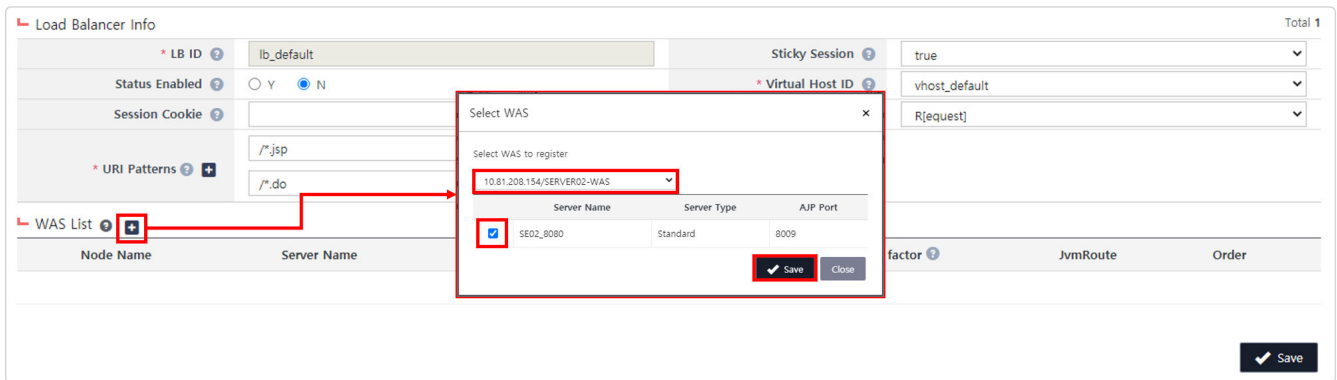 Load Balancer Info
Total 1
* LB ID
lb_default
Sticky Session
true
Status Enabled
Y
N
* Virtual Host ID
vhost_default
Session Cookie
R[equest]
* URI Patterns
/*.jsp
/*.do
Select WAS
×
Select WAS to register
10.81.208.154/SERVER02-WAS
Server Name Server Type AJP Port
SE02_8080 Standard 8009
Save
Close
WAS List
Node Name Server Name factor JvmRoute Order
Save